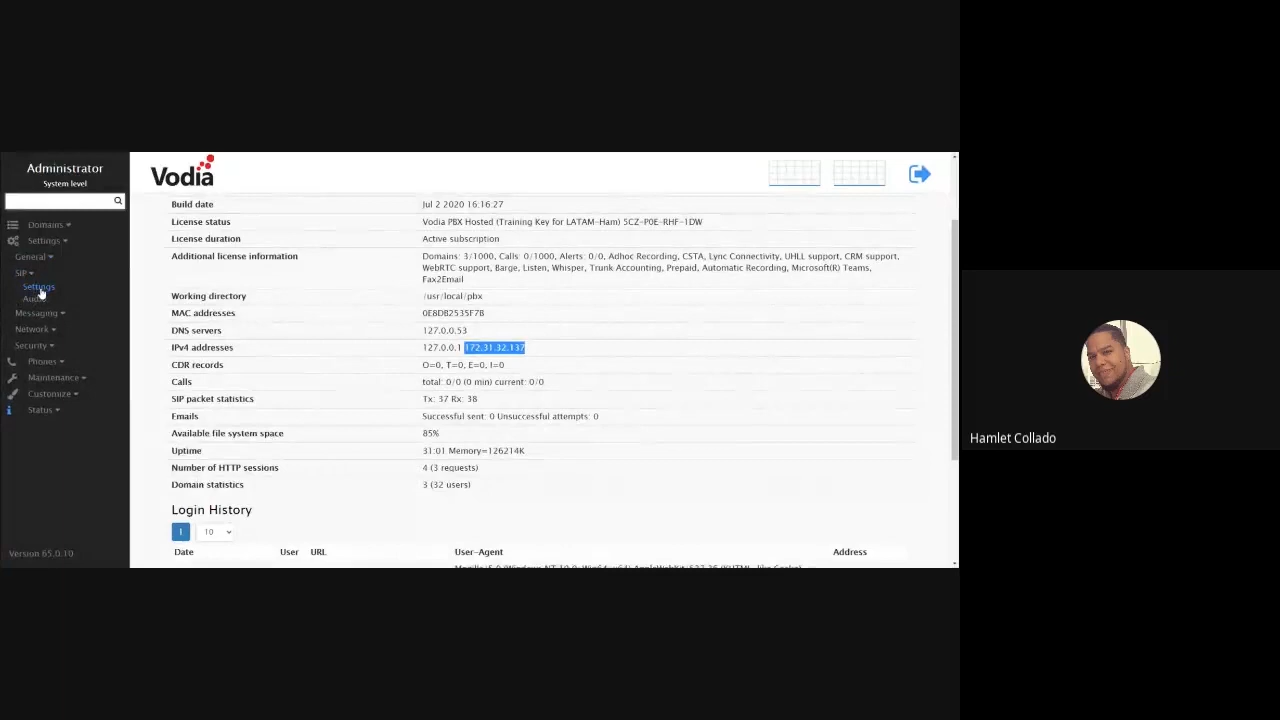 Administrator
System level
Domains
Settings
General
SIP
Settings
Audio
Messaging
Network
Security
Phones
Maintenance
Customize
Status
Version 65.0.10
Vodia
Build date Jul 2 2020 16:16:27
License status Vodia PBX Hosted (Training Key for LATAM-Ham) 5CZ-P0E-RHF-1DW
License duration Active subscription
Additional license information Domains: 3/1000, Calls: 0/1000, Alerts: 0/0, Adhoc Recording, CSTA, Lync Connectivity, UHLL support, CRM support,
WebRTC support, Barge, Listen, Whisper, Trunk Accounting, Prepaid, Automatic Recording, Microsoft(R) Teams,
Fax2Email
Working directory /usr/local/pbx
MAC addresses 0E8DB2535F7B
DNS servers 127.0.0.53
IPv4 addresses 127.0.0.1 172.31.32.137
CDR records O=0, T=0, E=0, I=0
Calls total: 0/0 (0 min) current: 0/0
SIP packet statistics Tx: 37 Rx: 38
Emails Successful sent: 0 Unsuccessful attempts: 0
Available file system space 85%
Uptime 31:01 Memory=126214K
Number of HTTP sessions 4 (3 requests)
Domain statistics 3 (32 users)
Login History
1 10
Date User URL User-Agent Address
Hamlet Collado